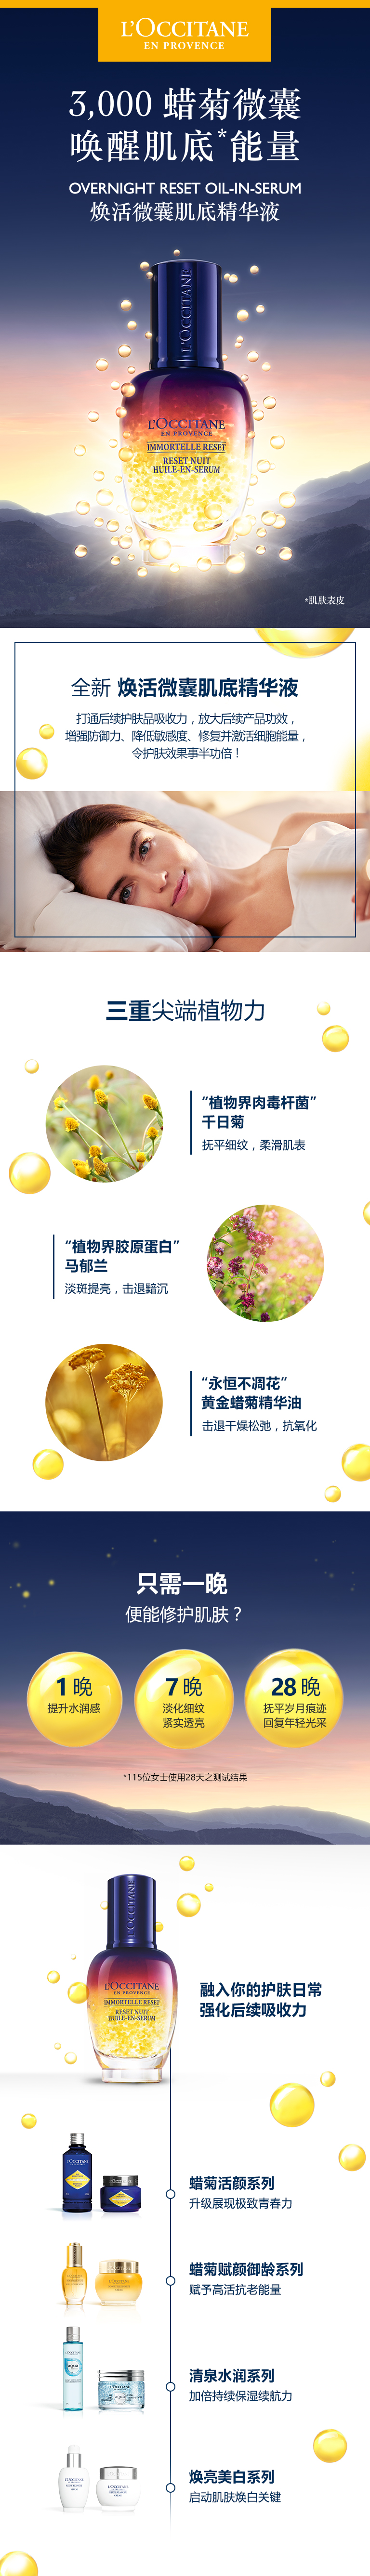 L'OCCITANE
EN PROVENCE
3,000 蜡菊微囊
唤醒肌底*能量
OVERNIGHT RESET OIL-IN-SERUM
焕活微囊肌底精华液
L'OCCITANE
L'OCCITANE
EN PROVENCE
IMMORTELLE RESET
RESET NUIT
HUILE-EN-SERUM
*肌肤表皮
全新 焕活微囊肌底精华液
打通后续护肤品吸收力，放大后续产品功效，
增强防御力、降低敏感度、修复并激活细胞能量，
令护肤效果事半功倍！
三重尖端植物力
“植物界肉毒杆菌”
千日菊
抚平细纹，柔滑肌表
“植物界胶原蛋白”
马郁兰
淡斑提亮，击退黯沉
“永恒不凋花”
黄金蜡菊精华油
击退干燥松弛，抗氧化
只需一晚
便能修护肌肤？
1 晚
提升水润感
7 晚
淡化细纹
紧实透亮
28 晚
抚平岁月痕迹
回复年轻光采
*115位女士使用28天之测试结果
L'OCCITANE
L'OCCITANE
EN PROVENCE
IMMORTELLE RESET
RESET NUIT
HUILE-EN-SERUM
融入你的护肤日常
强化后续吸收力
蜡菊活颜系列
升级展现极致青春力
蜡菊赋颜御龄系列
赋予高活抗老能量
清泉水润系列
加倍持续保湿续航力
焕亮美白系列
启动肌肤焕白关键